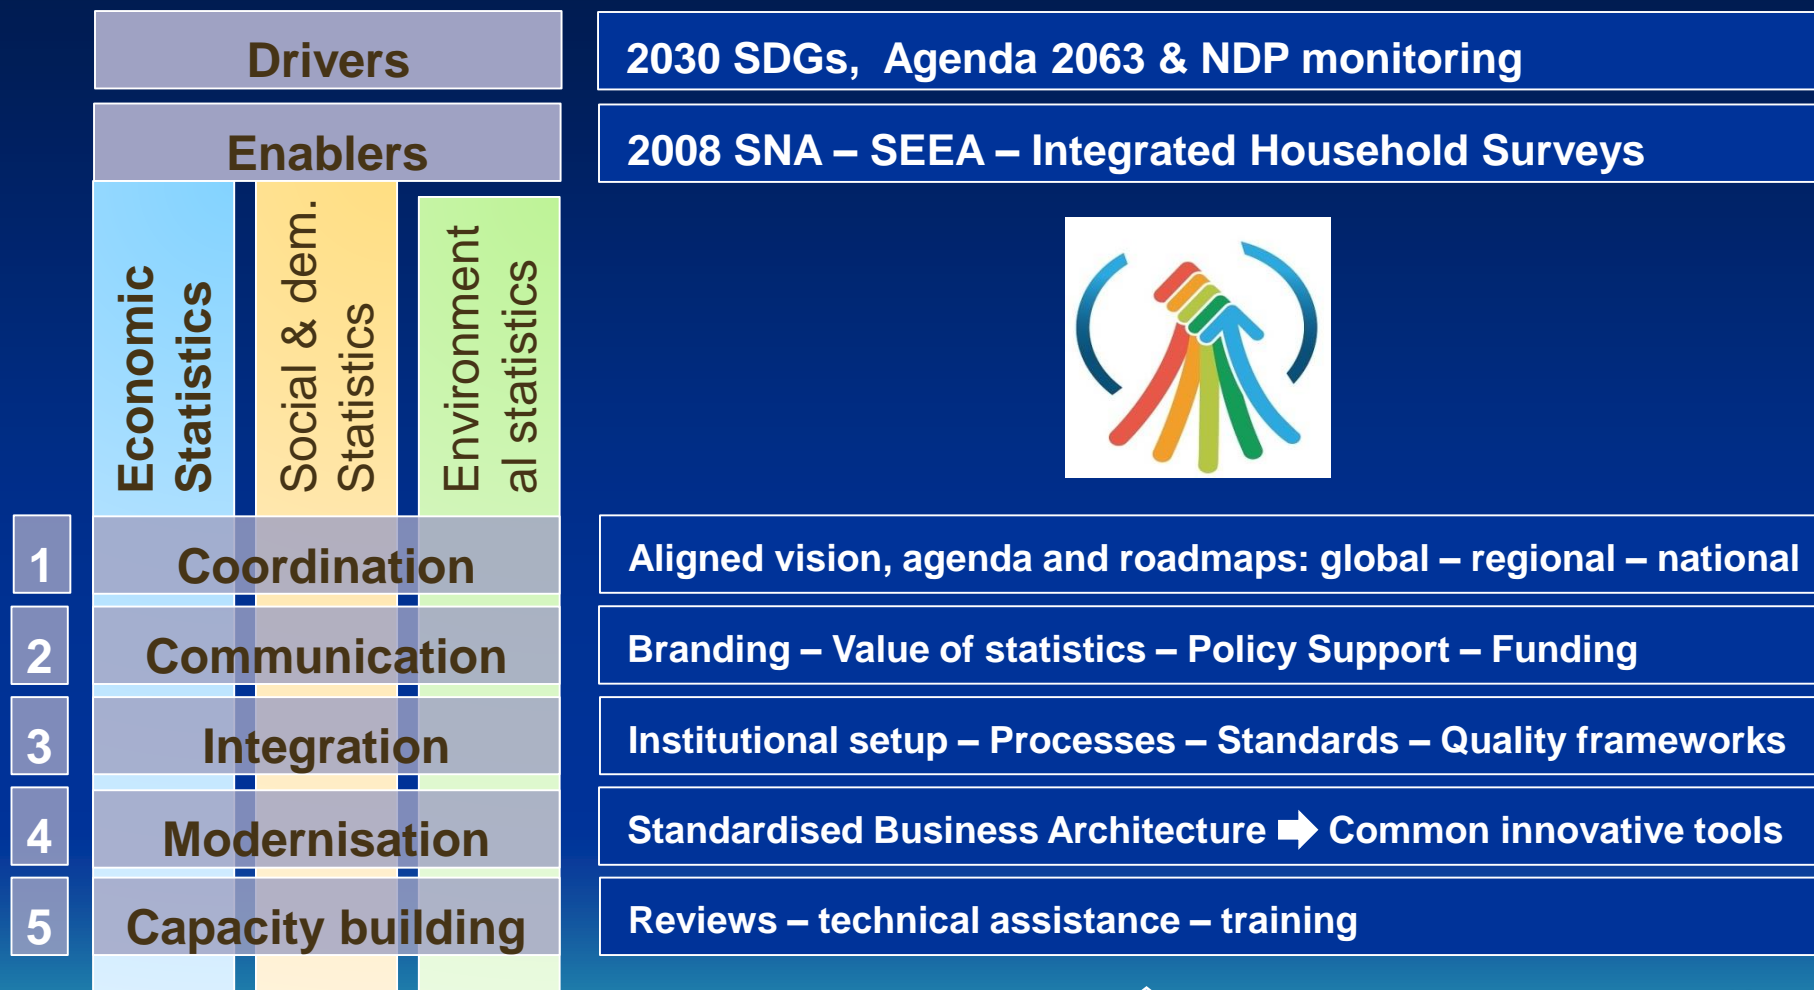 Drivers
2030 SDGs, Agenda 2063 & NDP monitoring
Enablers
2008 SNA – SEEA – Integrated Household Surveys
Economic
Statistics
Social & dem.
Statistics
Environment
al statistics
1
Coordination
Aligned vision, agenda and roadmaps: global – regional – national
2
Communication
Branding – Value of statistics – Policy Support – Funding
3
Integration
Institutional setup – Processes – Standards – Quality frameworks
4
Modernisation
Standardised Business Architecture ➡ Common innovative tools
5
Capacity building
Reviews – technical assistance – training